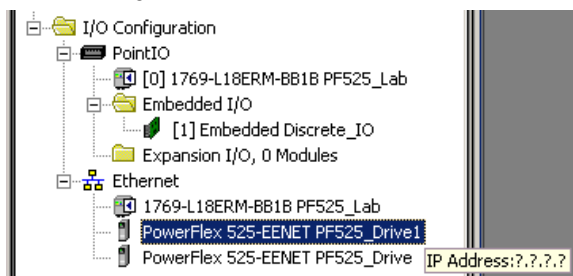 I/O Configuration
PointIO
[0] 1769-L18ERM-BB1B PF525_Lab
Embedded I/O
[1] Embedded Discrete_IO
Expansion I/O, 0 Modules
Ethernet
1769-L18ERM-BB1B PF525_Lab
PowerFlex 525-EENET PF525_Drive1
PowerFlex 525-EENET PF525_Drive IP Address:?.?.?.?